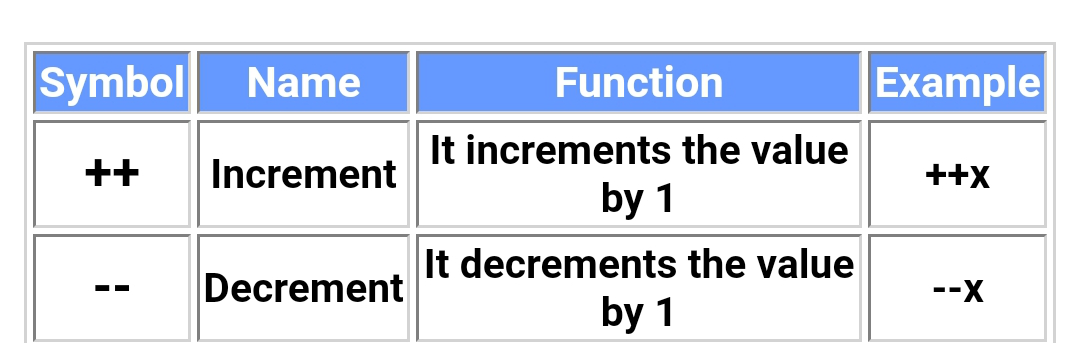 Symbol Name Function Example
++ Increment It increments the value by 1 ++x
-- Decrement It decrements the value by 1 --x